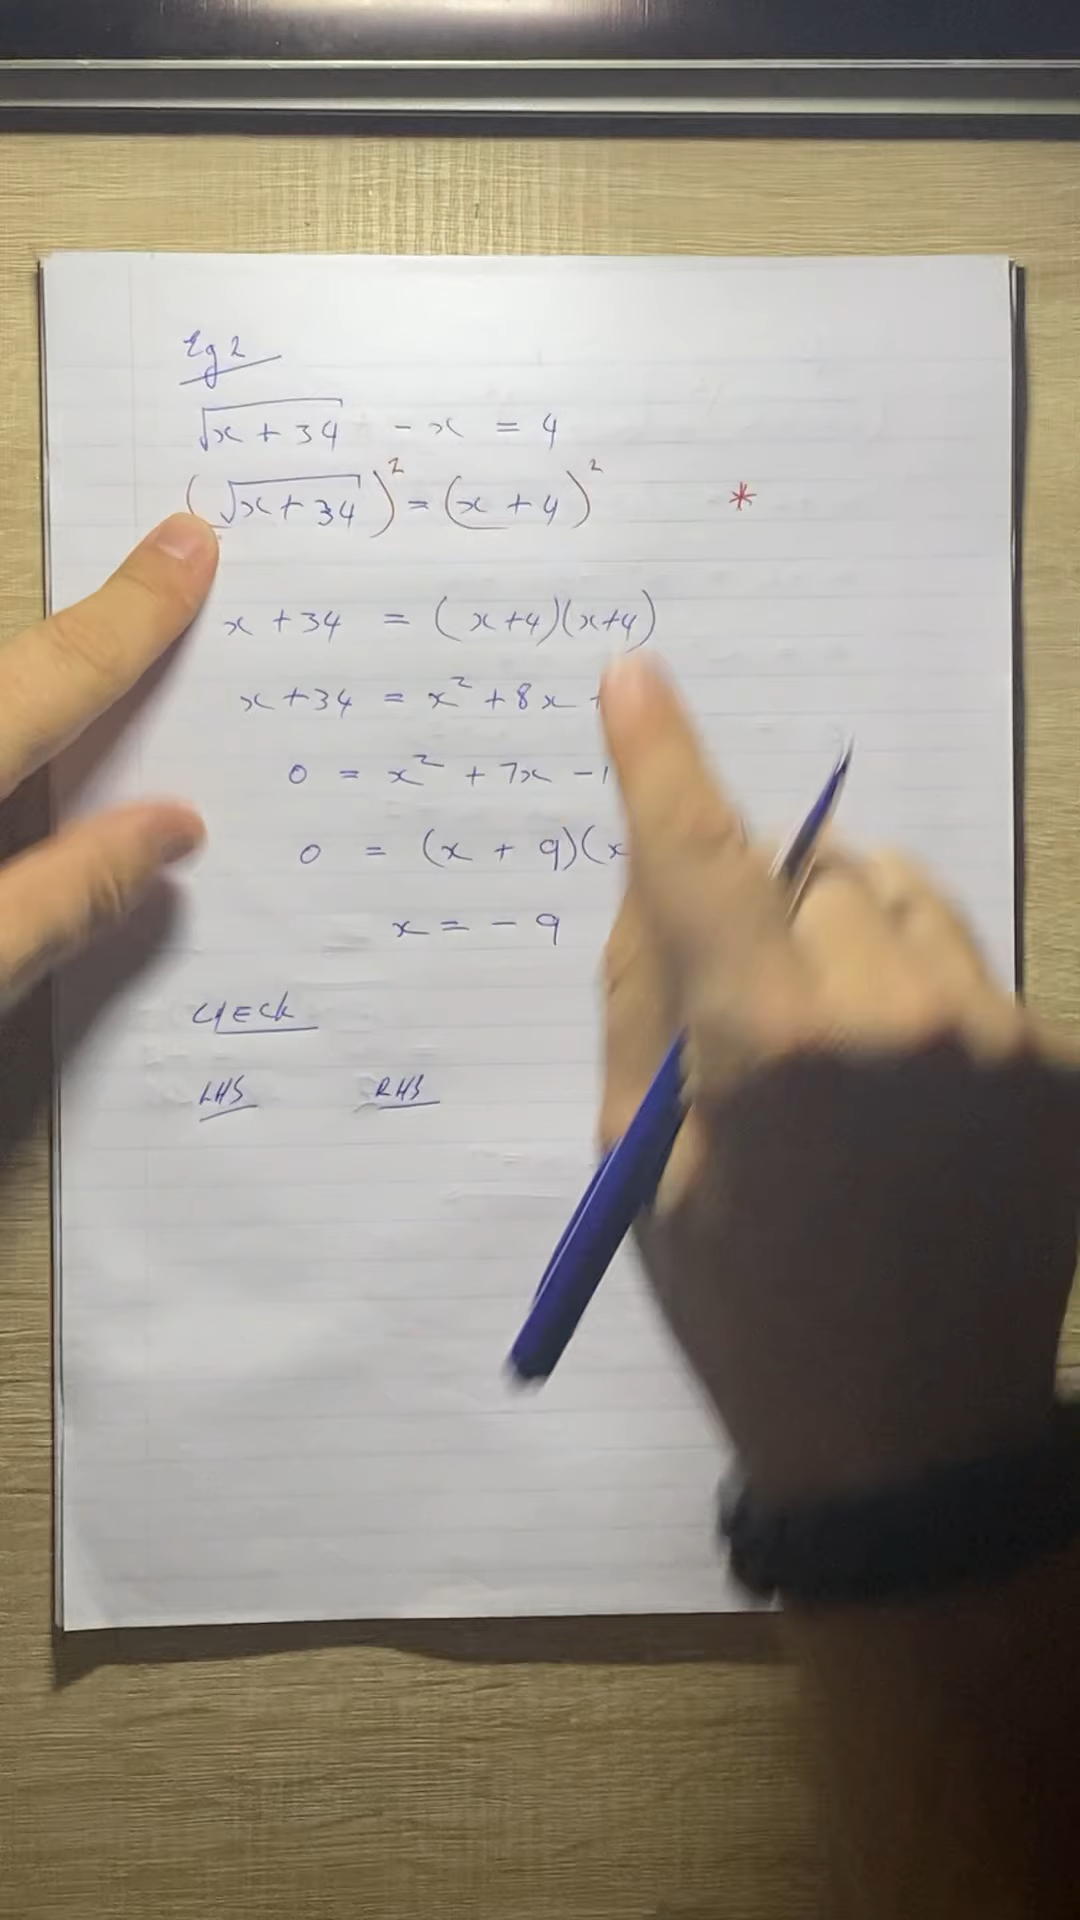 Eg 2
√x + 34 - x = 4
(√x + 34)² = (x + 4)² *
x + 34 = (x+4)(x+4)
x + 34 = x² + 8x +
0 = x² + 7x - 1
0 = (x + 9)(x
x = - 9
CHECK
LHS RHS